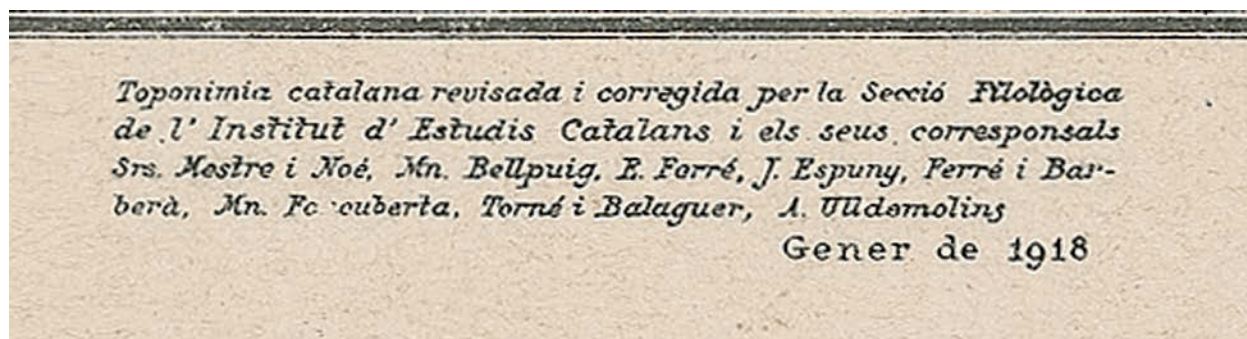 Toponimia catalana revisada i corregida per la Secció Filològica
de l' Institut d' Estudis Catalans i els seus corresponsals
Srs. Mestre i Noé, Mn. Bellpuig, E. Ferré, J. Espuny, Ferré i Bar-
berà, Mn. Torné i Balaguer, A. Ulldemolins
Gener de 1918